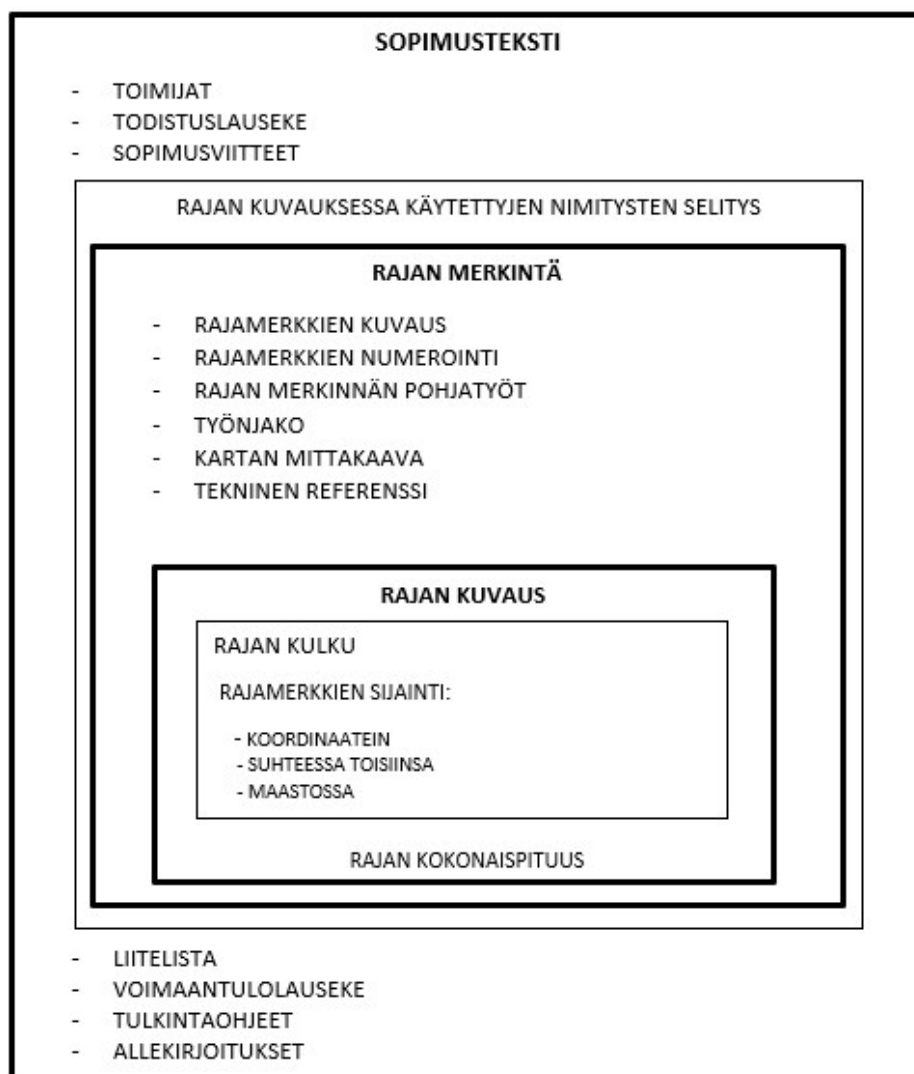 SOPIMUSTEKSTI
- TOIMIJAT
- TODISTUSLAUSEKE
- SOPIMUSVIITTEET
RAJAN KUVAUKSESSA KÄYTETTYJEN NIMITYSTEN SELITYS
RAJAN MERKINTÄ
- RAJAMERKKIEN KUVAUS
- RAJAMERKKIEN NUMEROINTI
- RAJAN MERKINNÄN POHJATYÖT
- TYÖNJAKO
- KARTAN MITTAKAAVA
- TEKNINEN REFERENSSI
RAJAN KUVAUS
RAJAN KULKU
RAJAMERKKIEN SIJAINTI:
- KOORDINAATEIN
- SUHTEESSA TOISIINSA
- MAASTOSSA
RAJAN KOKONAISPITUUS
- LIITELISTA
- VOIMAANTULOLAUSEKE
- TULKINTAOHJEET
- ALLEKIRJOITUKSET